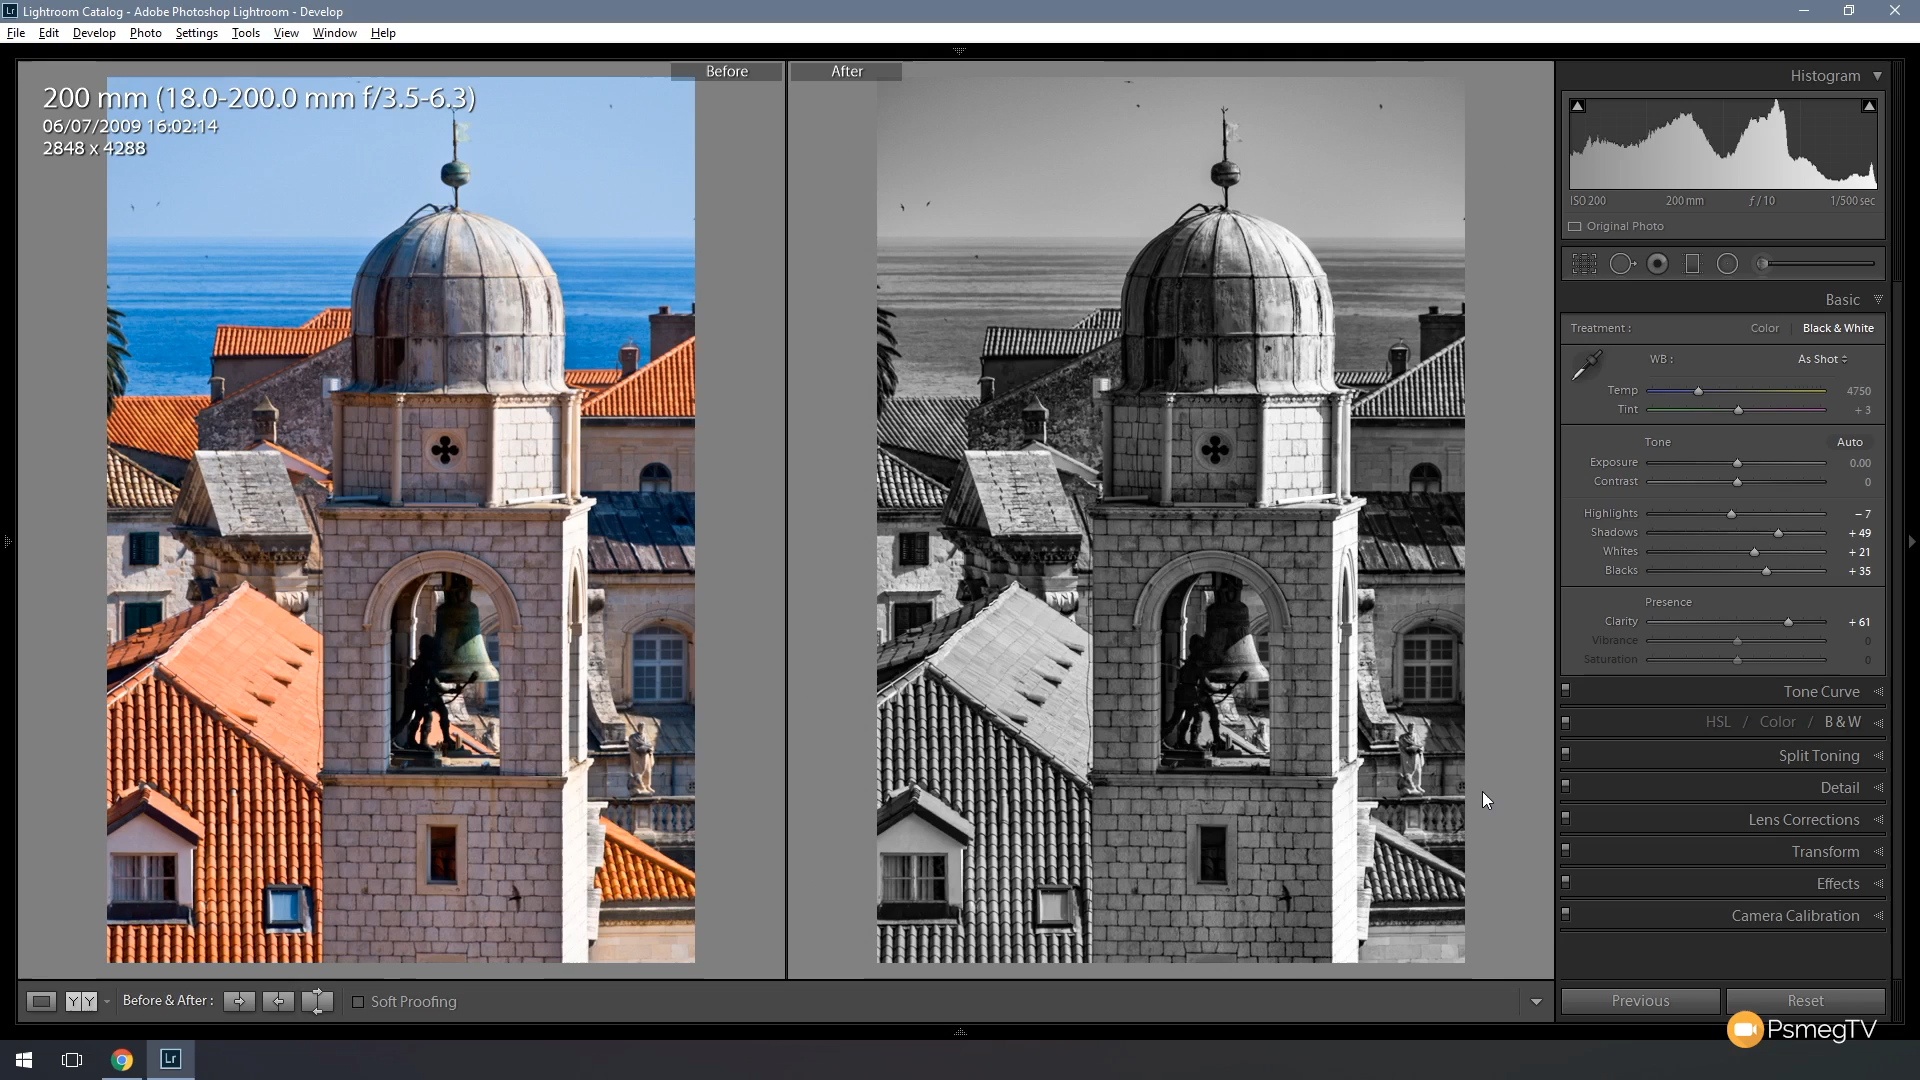 Lightroom Catalog - Adobe Photoshop Lightroom - Develop
File Edit Develop Photo Settings Tools View Window Help
Before
After
200 mm (18.0-200.0 mm f/3.5-6.3)
06/07/2009 16:02:14
2848 x 4288
Histogram
ISO 200 200 mm ƒ / 10 1/500 sec
Original Photo
Basic
Treatment : Color Black & White
WB : As Shot
Temp 4750
Tint + 3
Tone Auto
Exposure 0.00
Contrast 0
Highlights - 7
Shadows + 49
Whites + 21
Blacks + 35
Presence
Clarity + 61
Vibrance 0
Saturation 0
Tone Curve
HSL / Color / B & W
Split Toning
Detail
Lens Corrections
Transform
Effects
Camera Calibration
Y Y Before & After : Soft Proofing
Previous Reset
PsmegTV
Lr